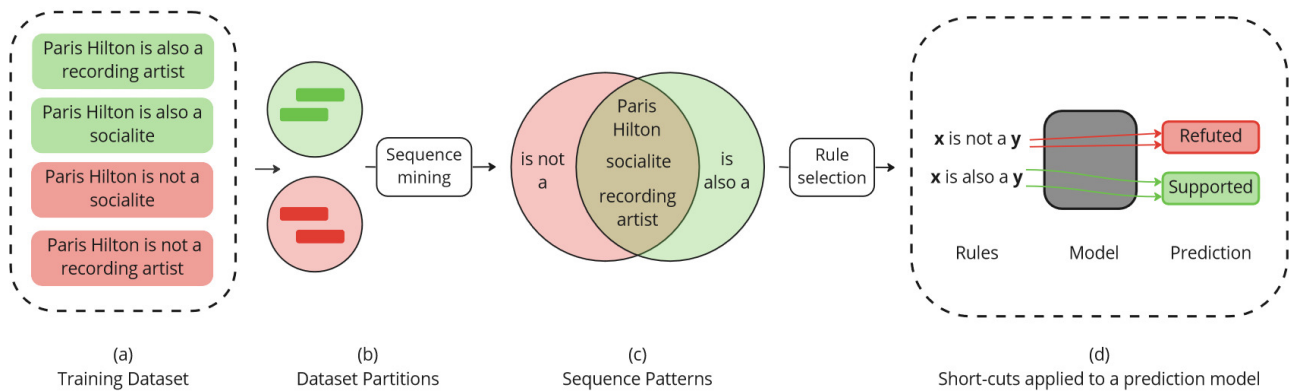 Paris Hilton is also a
recording artist
Paris Hilton is also a
socialite
Paris Hilton is not a
socialite
Paris Hilton is not a
recording artist
Sequence
mining
is not
a
Paris
Hilton
socialite
recording
artist
is
also a
Rule
selection
x is not a y
x is also a y
Refuted
Supported
Rules
Model
Prediction
(a)
Training Dataset
(b)
Dataset Partitions
(c)
Sequence Patterns
(d)
Short-cuts applied to a prediction model